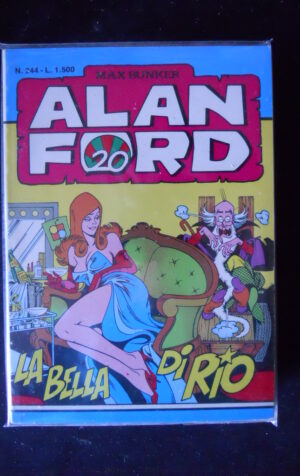 N. 244 - L. 1.500
MAX BUNKER
ALAN
FORD
20
LA BELLA
DI RIO